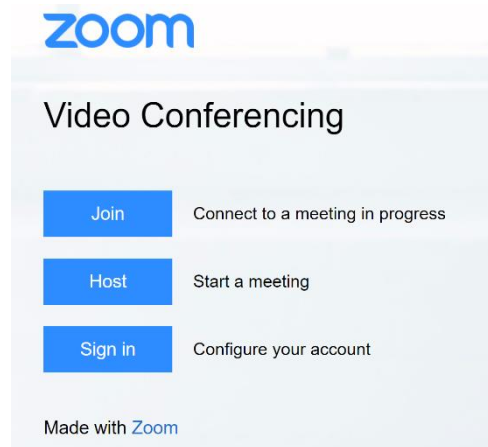 zoom
Video Conferencing
Join Connect to a meeting in progress
Host Start a meeting
Sign in Configure your account
Made with Zoom